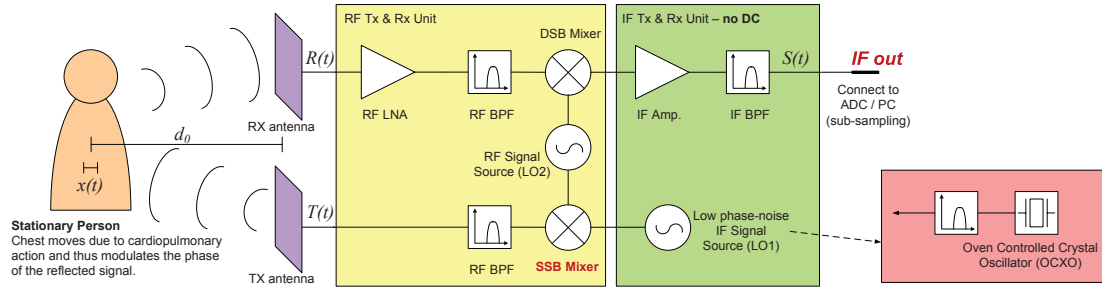 RF Tx & Rx Unit
IF Tx & Rx Unit – no DC
DSB Mixer
R(t)
S(t)
IF out
RF LNA
RF BPF
IF Amp.
IF BPF
Connect to
ADC / PC
(sub-sampling)
RX antenna
d0
x(t)
RF Signal
Source (LO2)
T(t)
Low phase-noise
IF Signal
Source (LO1)
Stationary Person
Chest moves due to cardiopulmonary
action and thus modulates the phase
of the reflected signal.
TX antenna
RF BPF
SSB Mixer
Oven Controlled Crystal
Oscillator (OCXO)